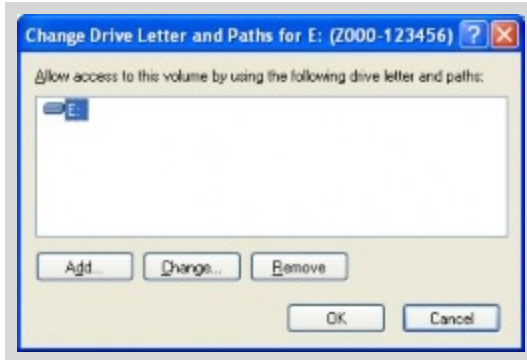 Change Drive Letter and Paths for E: (Z000-123456)
Allow access to this volume by using the following drive letter and paths:
E:
Add... Change... Remove
OK Cancel